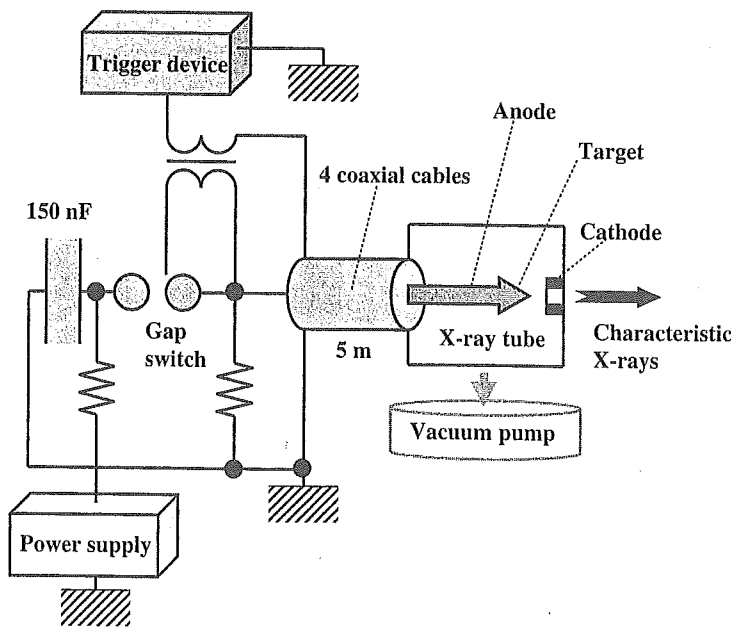 Trigger device
Anode
Target
4 coaxial cables
150 nF
Cathode
Gap
switch
X-ray tube
Characteristic
X-rays
5 m
Vacuum pump
Power supply